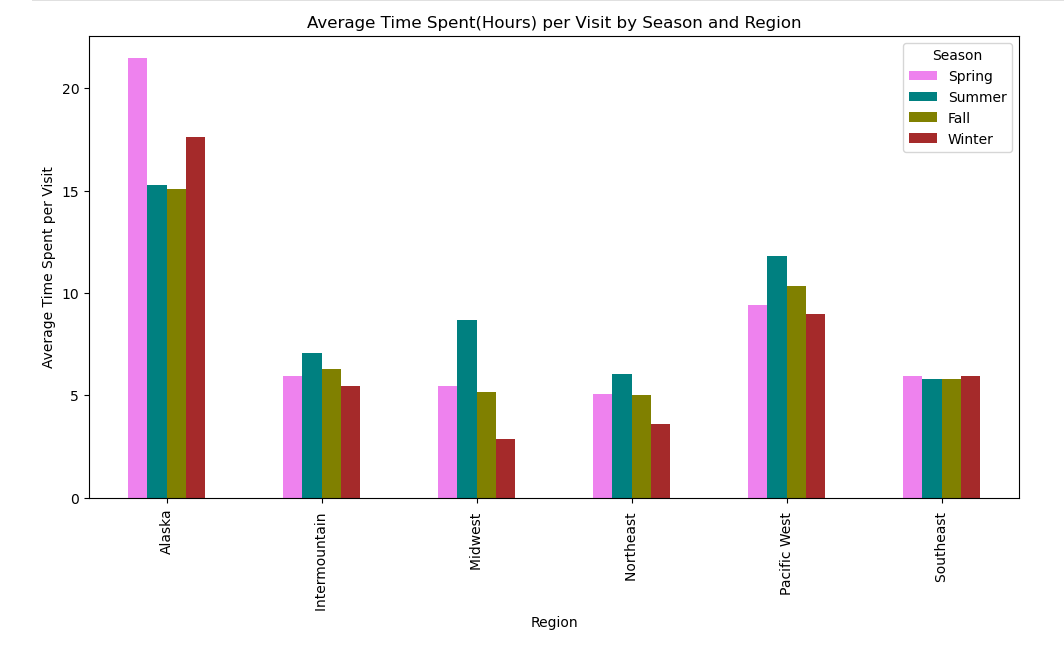 Average Time Spent(Hours) per Visit by Season and Region
Season
Spring
Summer
Fall
Winter
Average Time Spent per Visit
20
15
10
5
0
Alaska
Intermountain
Midwest
Northeast
Pacific West
Southeast
Region